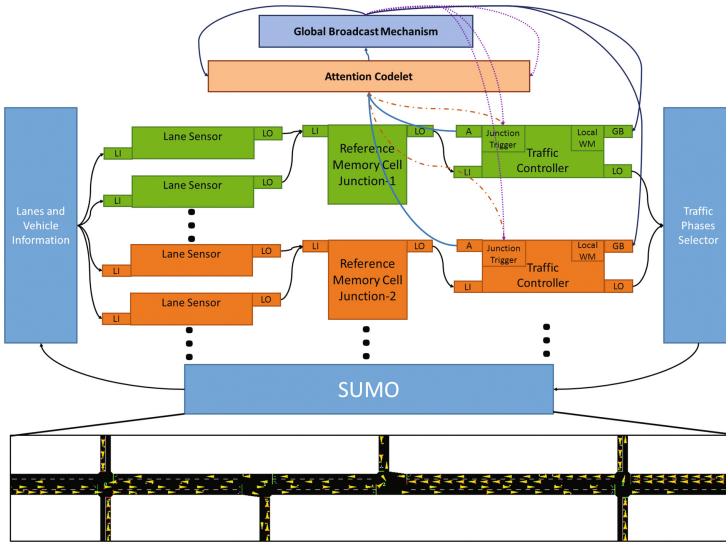 Global Broadcast Mechanism
Attention Codelet
Lanes and
Vehicle
Information
LI
Lane Sensor
LO
LI
Lane Sensor
LO
LI
Reference
Memory Cell
Junction-1
LO
A
Junction
Trigger
Local
WM
GB
Traffic
Controller
LI
LO
LI
Lane Sensor
LO
LI
Lane Sensor
LO
LI
Reference
Memory Cell
Junction-2
LO
A
Junction
Trigger
Local
WM
GB
Traffic
Controller
LI
LO
Traffic
Phases
Selector
SUMO